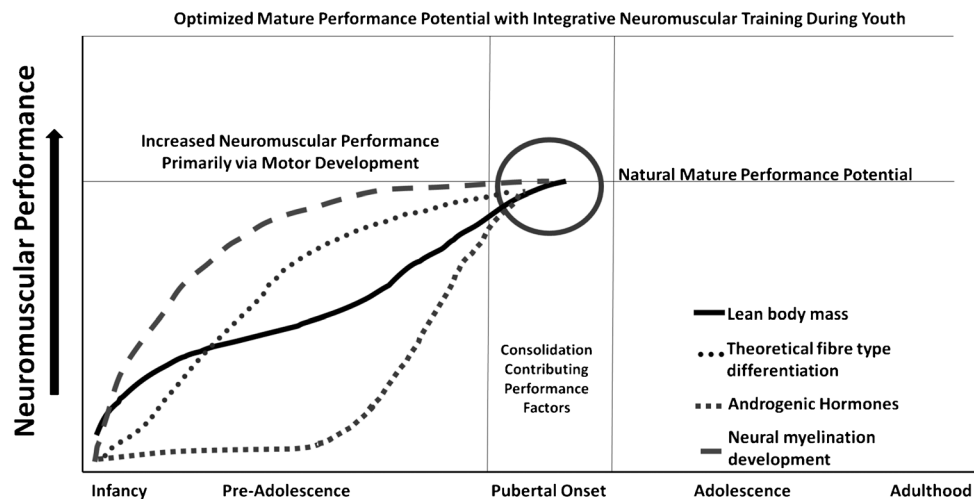 Optimized Mature Performance Potential with Integrative Neuromuscular Training During Youth
Neuromuscular Performance
Increased Neuromuscular Performance
Primarily via Motor Development
Natural Mature Performance Potential
Consolidation
Contributing
Performance
Factors
Lean body mass
Theoretical fibre type
differentiation
Androgenic Hormones
Neural myelination
development
Infancy
Pre-Adolescence
Pubertal Onset
Adolescence
Adulthood